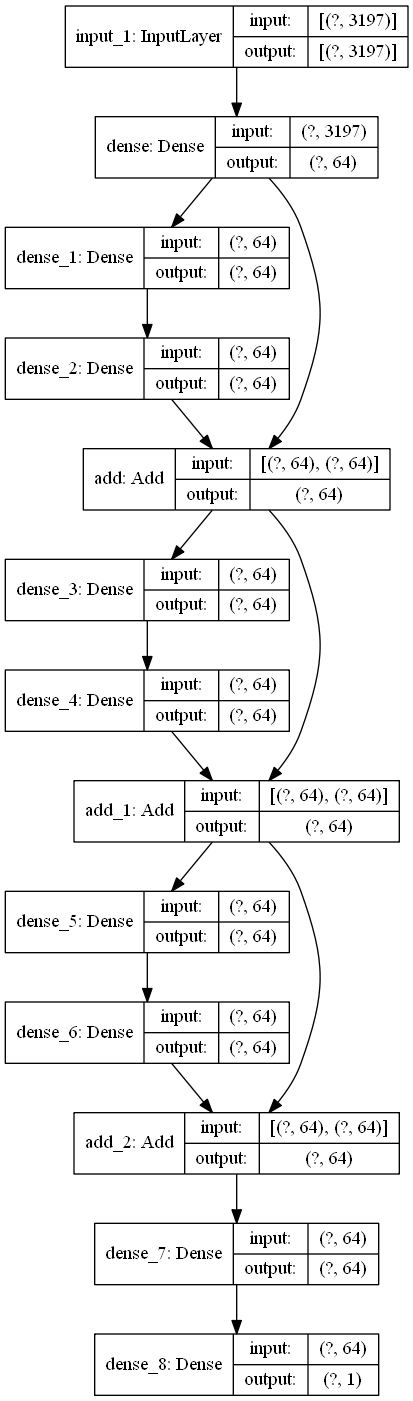 input_1: InputLayer
input: [(?, 3197)]
output: [(?, 3197)]
dense: Dense
input: (?, 3197)
output: (?, 64)
dense_1: Dense
input: (?, 64)
output: (?, 64)
dense_2: Dense
input: (?, 64)
output: (?, 64)
add: Add
input: [(?, 64), (?, 64)]
output: (?, 64)
dense_3: Dense
input: (?, 64)
output: (?, 64)
dense_4: Dense
input: (?, 64)
output: (?, 64)
add_1: Add
input: [(?, 64), (?, 64)]
output: (?, 64)
dense_5: Dense
input: (?, 64)
output: (?, 64)
dense_6: Dense
input: (?, 64)
output: (?, 64)
add_2: Add
input: [(?, 64), (?, 64)]
output: (?, 64)
dense_7: Dense
input: (?, 64)
output: (?, 64)
dense_8: Dense
input: (?, 64)
output: (?, 1)